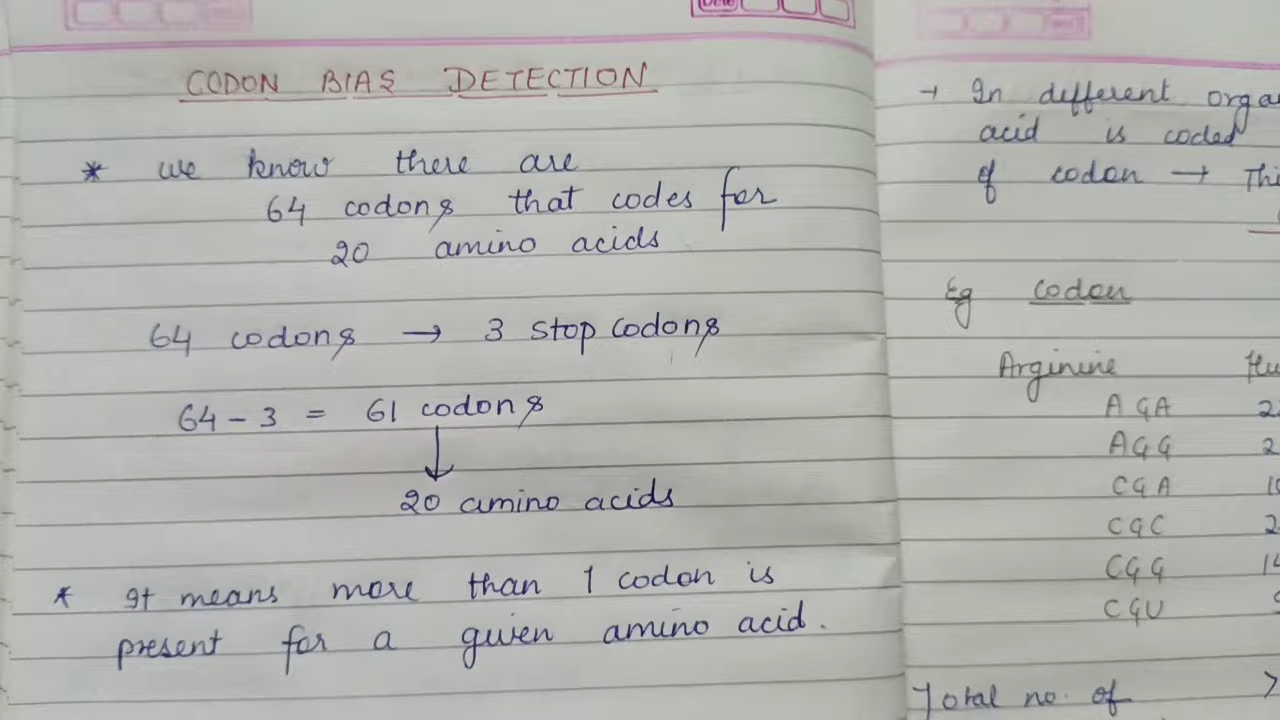 CODON BIAS DETECTION
* we know there are
64 codons that codes for
20 amino acids
64 codons → 3 stop codons
64 - 3 = 61 codons
↓
20 amino acids
* It means more than 1 codon is
present for a given amino acid.
→ In different
acid is coded
of codon →
Eg codon
Arginine
AGA
AGG
CGA
CGC
CGG
CGU
Total no. of